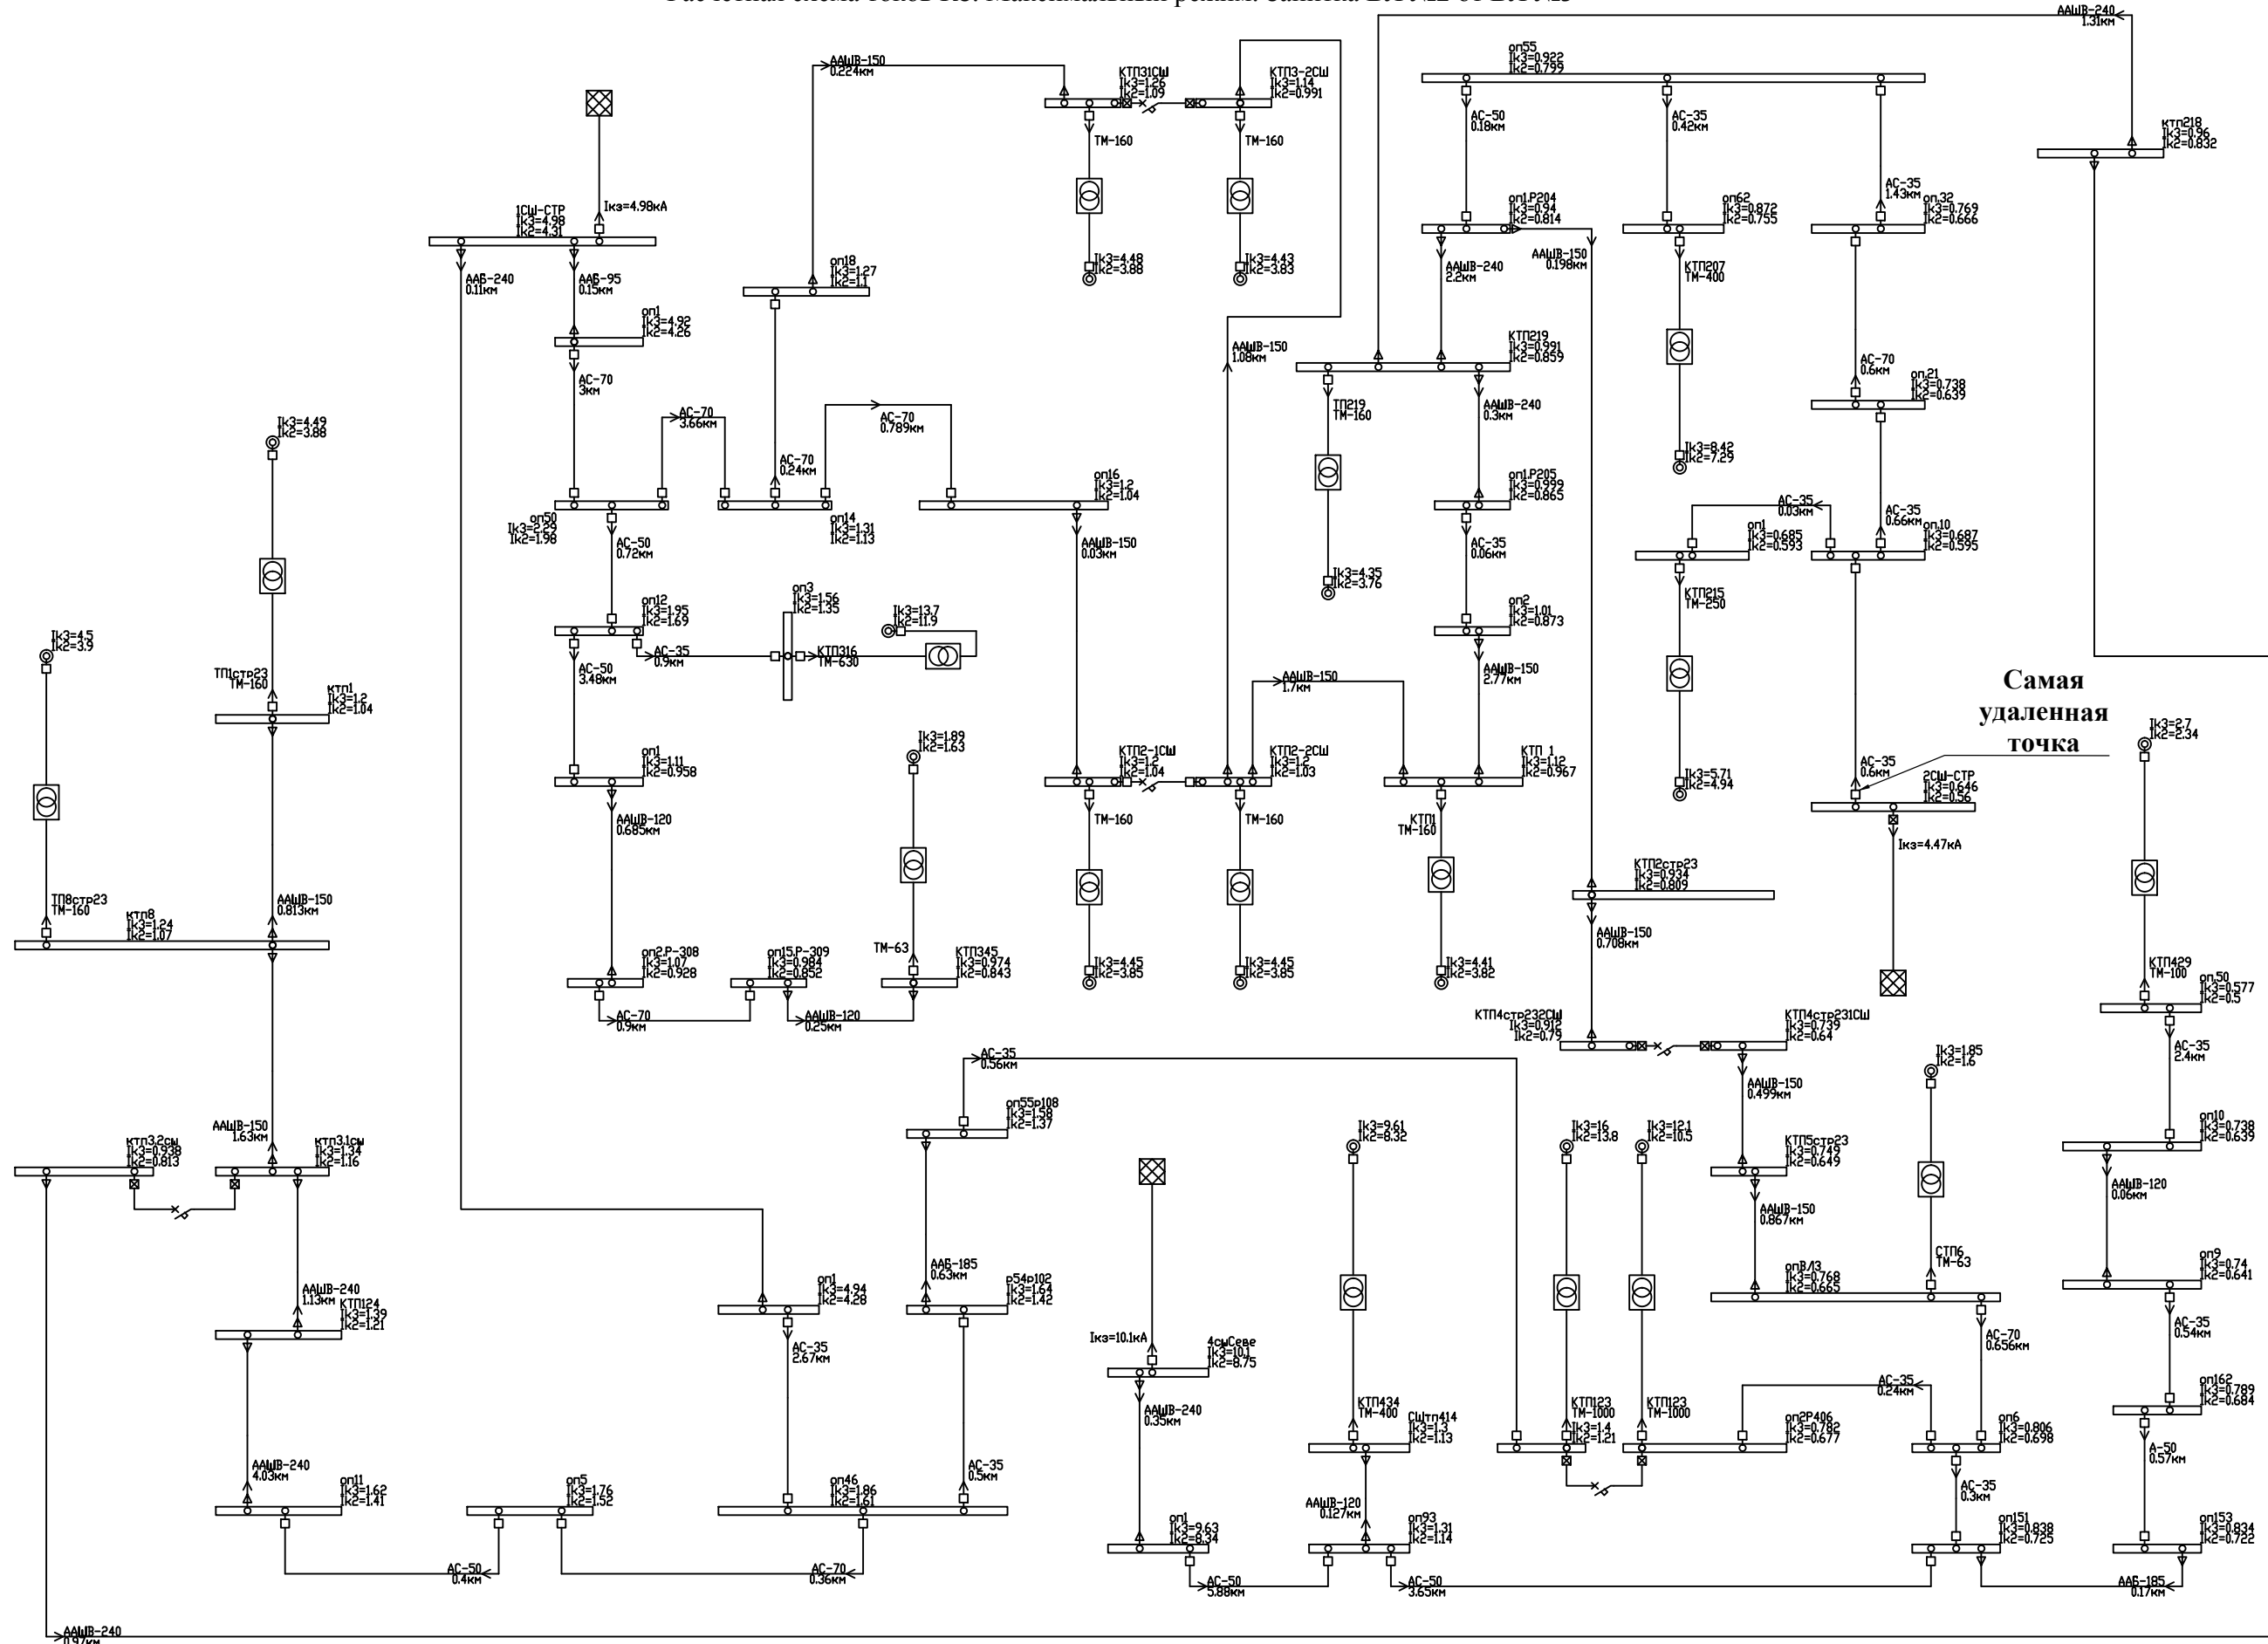 ААШВ-240
1.31км
оп55
Iк3=0.922
Iк2=0.799
ААШВ-150
0.224км
КТП31СШ
Iк3=1.26
Iк2=1.09
КТП3-2СШ
Iк3=1.14
Iк2=0.991
ктп218
Iк3=0.96
Iк2=0.832
АС-50
0.18км
АС-35
0.42км
ТМ-160
ТМ-160
АС-35
1.43км
1СШ-СТР
Iк3=4.98
Iк2=4.31
Iкз=4.98кА
оп1.Р204
Iк3=0.94
Iк2=0.814
оп62
Iк3=0.872
Iк2=0.755
оп.32
Iк3=0.769
Iк2=0.666
ААБ-240
0.11км
ААБ-95
0.15км
оп18
Iк3=1.27
Iк2=1.1
Iк3=4.48
Iк2=3.88
Iк3=4.43
Iк2=3.83
ААШВ-240
2.2км
ААШВ-150
0.198км
КТП207
ТМ-400
оп1
Iк3=4.92
Iк2=4.26
ААШВ-150
1.08км
КТП219
Iк3=0.991
Iк2=0.859
АС-70
3км
АС-70
0.6км
оп.21
Iк3=0.738
Iк2=0.639
АС-70
3.66км
АС-70
0.789км
ТП219
ТМ-160
ААШВ-240
0.3км
Iк3=4.49
Iк2=3.88
АС-70
0.24км
Iк3=8.42
Iк2=7.29
оп16
Iк3=1.2
Iк2=1.04
оп1.Р205
Iк3=0.999
Iк2=0.865
АС-35
0.03км
АС-35
0.66км
оп50
Iк3=2.29
Iк2=1.98
оп14
Iк3=1.31
Iк2=1.13
оп1
Iк3=0.685
Iк2=0.593
оп.10
Iк3=0.687
Iк2=0.595
АС-50
0.72км
ААШВ-150
0.03км
АС-35
0.06км
Iк3=4.35
Iк2=3.76
оп3
Iк3=1.56
Iк2=1.35
КТП215
ТМ-250
оп12
Iк3=1.95
Iк2=1.69
Iк3=13.7
Iк2=11.9
оп2
Iк3=1.01
Iк2=0.873
Iк3=4.5
Iк2=3.9
АС-50
3.48км
АС-35
0.9км
КТП316
ТМ-630
ААШВ-150
1.7км
ААШВ-150
2.77км
Самая
удаленная
точка
ТП1стр23
ТМ-160
ктп1
Iк3=1.2
Iк2=1.04
Iк3=1.89
Iк2=1.63
Iк3=2.7
Iк2=2.34
оп1
Iк3=1.11
Iк2=0.958
КТП2-1СШ
Iк3=1.2
Iк2=1.04
КТП2-2СШ
Iк3=1.2
Iк2=1.03
КТП 1
Iк3=1.12
Iк2=0.967
Iк3=5.71
Iк2=4.94
АС-35
0.6км
2СШ-СТР
Iк3=0.646
Iк2=0.56
ААШВ-120
0.685км
ТМ-160
ТМ-160
КТП1
ТМ-160
Iкз=4.47кА
КТП2стр23
Iк3=0.934
Iк2=0.809
ТП8стр23
ТМ-160
ктп8
Iк3=1.24
Iк2=1.07
ААШВ-150
0.813км
ААШВ-150
0.708км
оп2.Р-308
Iк3=1.07
Iк2=0.928
оп15.Р-309
Iк3=0.984
Iк2=0.852
ТМ-63
КТП345
Iк3=0.974
Iк2=0.843
Iк3=4.45
Iк2=3.85
Iк3=4.45
Iк2=3.85
Iк3=4.41
Iк2=3.82
КТП429
ТМ-100
оп.50
Iк3=0.577
Iк2=0.5
АС-70
0.9км
ААШВ-120
0.25км
КТП4стр232СШ
Iк3=0.912
Iк2=0.79
КТП4стр231СШ
Iк3=0.739
Iк2=0.64
АС-35
0.56км
Iк3=1.85
Iк2=1.6
АС-35
2.4км
ААШВ-150
0.499км
оп55р108
Iк3=1.58
Iк2=1.37
ААШВ-150
1.63км
Iк3=9.61
Iк2=8.32
Iк3=16
Iк2=13.8
Iк3=12.1
Iк2=10.5
оп10
Iк3=0.738
Iк2=0.639
ктп3.2сш
Iк3=0.938
Iк2=0.813
ктп3.1сш
Iк3=1.34
Iк2=1.16
КТП5стр23
Iк3=0.749
Iк2=0.649
ААШВ-120
0.06км
ААШВ-150
0.867км
ААШВ-240
1.13км
ААБ-185
0.63км
СТП6
ТМ-63
опВЛ3
Iк3=0.768
Iк2=0.665
оп9
Iк3=0.74
Iк2=0.641
КТП124
Iк3=1.39
Iк2=1.21
оп1
Iк3=4.94
Iк2=4.28
р54р102
Iк3=1.64
Iк2=1.42
Iкз=10.1кА
АС-35
2.67км
4сшСеве
Iк3=10.1
Iк2=8.75
АС-70
0.656км
АС-35
0.54км
ААШВ-240
0.35км
КТП434
ТМ-400
СШтп414
Iк3=1.3
Iк2=1.13
КТП123
ТМ-1000
Iк3=1.4
Iк2=1.21
КТП123
ТМ-1000
АС-35
0.24км
оп2Р406
Iк3=0.782
Iк2=0.677
оп6
Iк3=0.806
Iк2=0.698
оп162
Iк3=0.789
Iк2=0.684
ААШВ-240
4.03км
АС-35
0.5км
А-50
0.57км
оп11
Iк3=1.62
Iк2=1.41
оп5
Iк3=1.76
Iк2=1.52
оп46
Iк3=1.86
Iк2=1.61
ААШВ-120
0.127км
АС-35
0.3км
оп1
Iк3=9.63
Iк2=8.34
оп93
Iк3=1.31
Iк2=1.14
оп151
Iк3=0.838
Iк2=0.725
оп153
Iк3=0.834
Iк2=0.722
АС-50
0.4км
АС-70
0.36км
АС-50
5.88км
АС-50
3.65км
ААБ-185
0.17км
ААШВ-240
0.97км